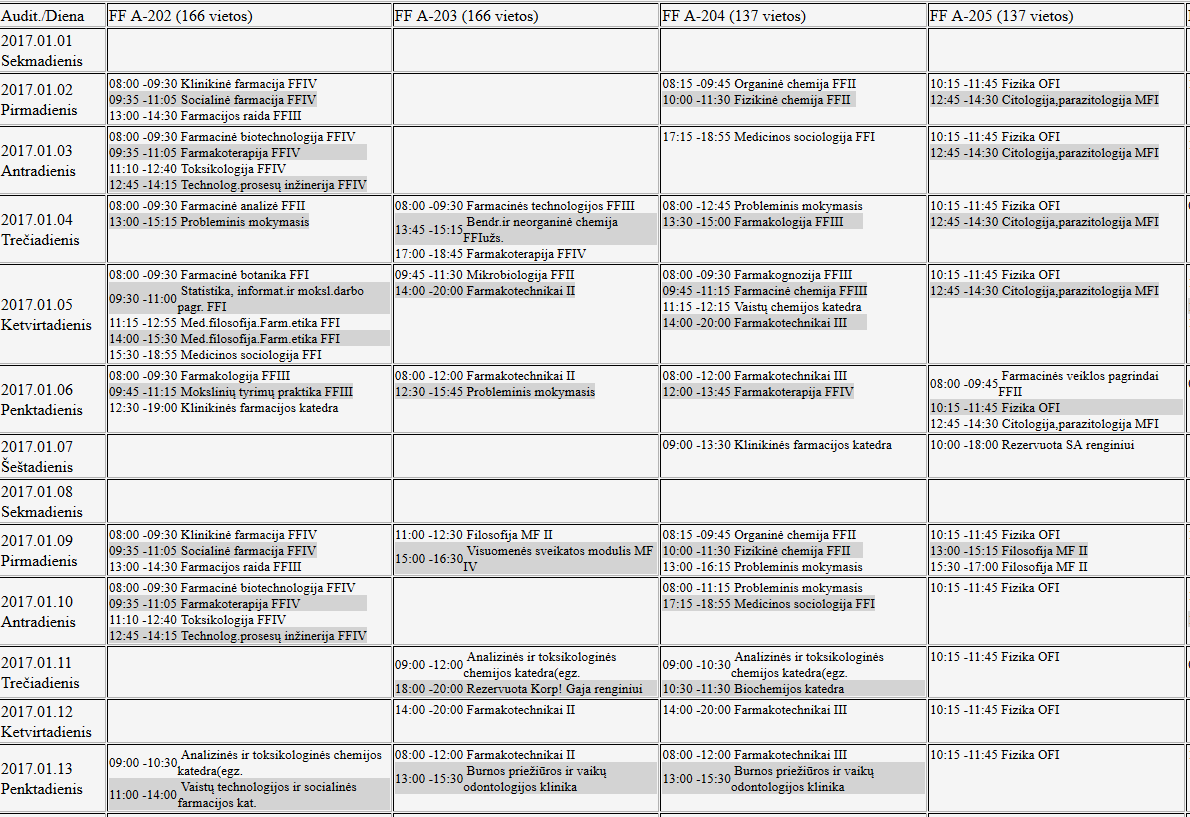 Audit./Diena
FF A-202 (166 vietos)
FF A-203 (166 vietos)
FF A-204 (137 vietos)
FF A-205 (137 vietos)
2017.01.01
Sekmadienis
2017.01.02
Pirmadienis
08:00 -09:30 Klinikinė farmacija FFIV
09:35 -11:05 Socialinė farmacija FFIV
13:00 -14:30 Farmacijos raida FFIII
08:15 -09:45 Organinė chemija FFII
10:00 -11:30 Fizikinė chemija FFII
10:15 -11:45 Fizika OFI
12:45 -14:30 Citologija,parazitologija MFI
2017.01.03
Antradienis
08:00 -09:30 Farmacinė biotechnologija FFIV
09:35 -11:05 Farmakoterapija FFIV
11:10 -12:40 Toksikologija FFIV
12:45 -14:15 Technolog.prosesų inžinerija FFIV
17:15 -18:55 Medicinos sociologija FFI
10:15 -11:45 Fizika OFI
12:45 -14:30 Citologija,parazitologija MFI
2017.01.04
Trečiadienis
08:00 -09:30 Farmacinė analizė FFII
13:00 -15:15 Probleminis mokymasis
08:00 -09:30 Farmacinės technologijos FFIII
13:45 -15:15 Bendr.ir neorganinė chemija
FFIužs.
17:00 -18:45 Farmakoterapija FFIV
08:00 -12:45 Probleminis mokymasis
13:30 -15:00 Farmakologija FFIII
10:15 -11:45 Fizika OFI
12:45 -14:30 Citologija,parazitologija MFI
2017.01.05
Ketvirtadienis
08:00 -09:30 Farmacinė botanika FFI
09:30 -11:00 Statistika, informat.ir moksl.darbo
pagr. FFI
11:15 -12:55 Med.filosofija.Farm.etika FFI
14:00 -15:30 Med.filosofija.Farm.etika FFI
15:30 -18:55 Medicinos sociologija FFI
09:45 -11:30 Mikrobiologija FFII
14:00 -20:00 Farmakotechnikai II
08:00 -09:30 Farmakognozija FFIII
09:45 -11:15 Farmacinė chemija FFIII
11:15 -12:15 Vaistų chemijos katedra
14:00 -20:00 Farmakotechnikai III
10:15 -11:45 Fizika OFI
12:45 -14:30 Citologija,parazitologija MFI
2017.01.06
Penktadienis
08:00 -09:30 Farmakologija FFIII
09:45 -11:15 Mokslinių tyrimų praktika FFIII
12:30 -19:00 Klinikinės farmacijos katedra
08:00 -12:00 Farmakotechnikai II
12:30 -15:45 Probleminis mokymasis
08:00 -12:00 Farmakotechnikai III
12:00 -13:45 Farmakoterapija FFIV
08:00 -09:45 Farmacinės veiklos pagrindai
FFII
10:15 -11:45 Fizika OFI
12:45 -14:30 Citologija,parazitologija MFI
2017.01.07
Šeštadienis
09:00 -13:30 Klinikinės farmacijos katedra
10:00 -18:00 Rezervuota SA renginiui
2017.01.08
Sekmadienis
2017.01.09
Pirmadienis
08:00 -09:30 Klinikinė farmacija FFIV
09:35 -11:05 Socialinė farmacija FFIV
13:00 -14:30 Farmacijos raida FFIII
11:00 -12:30 Filosofija MF II
15:00 -16:30 Visuomenės sveikatos modulis MF
IV
08:15 -09:45 Organinė chemija FFII
10:00 -11:30 Fizikinė chemija FFII
13:00 -16:15 Probleminis mokymasis
10:15 -11:45 Fizika OFI
13:00 -15:15 Filosofija MF II
15:30 -17:00 Filosofija MF II
2017.01.10
Antradienis
08:00 -09:30 Farmacinė biotechnologija FFIV
09:35 -11:05 Farmakoterapija FFIV
11:10 -12:40 Toksikologija FFIV
12:45 -14:15 Technolog.prosesų inžinerija FFIV
08:00 -11:15 Probleminis mokymasis
17:15 -18:55 Medicinos sociologija FFI
10:15 -11:45 Fizika OFI
2017.01.11
Trečiadienis
09:00 -12:00 Analizinės ir toksikologinės
chemijos katedra(egz.
18:00 -20:00 Rezervuota Korp! Gaja renginiui
09:00 -10:30 Analizinės ir toksikologinės
chemijos katedra(egz.
10:30 -11:30 Biochemijos katedra
10:15 -11:45 Fizika OFI
2017.01.12
Ketvirtadienis
14:00 -20:00 Farmakotechnikai II
14:00 -20:00 Farmakotechnikai III
10:15 -11:45 Fizika OFI
2017.01.13
Penktadienis
09:00 -10:30 Analizinės ir toksikologinės chemijos
katedra(egz.
11:00 -14:00 Vaistų technologijos ir socialinės
farmacijos kat.
08:00 -12:00 Farmakotechnikai II
13:00 -15:30 Burnos priežiūros ir vaikų
odontologijos klinika
08:00 -12:00 Farmakotechnikai III
13:00 -15:30 Burnos priežiūros ir vaikų
odontologijos klinika
10:15 -11:45 Fizika OFI